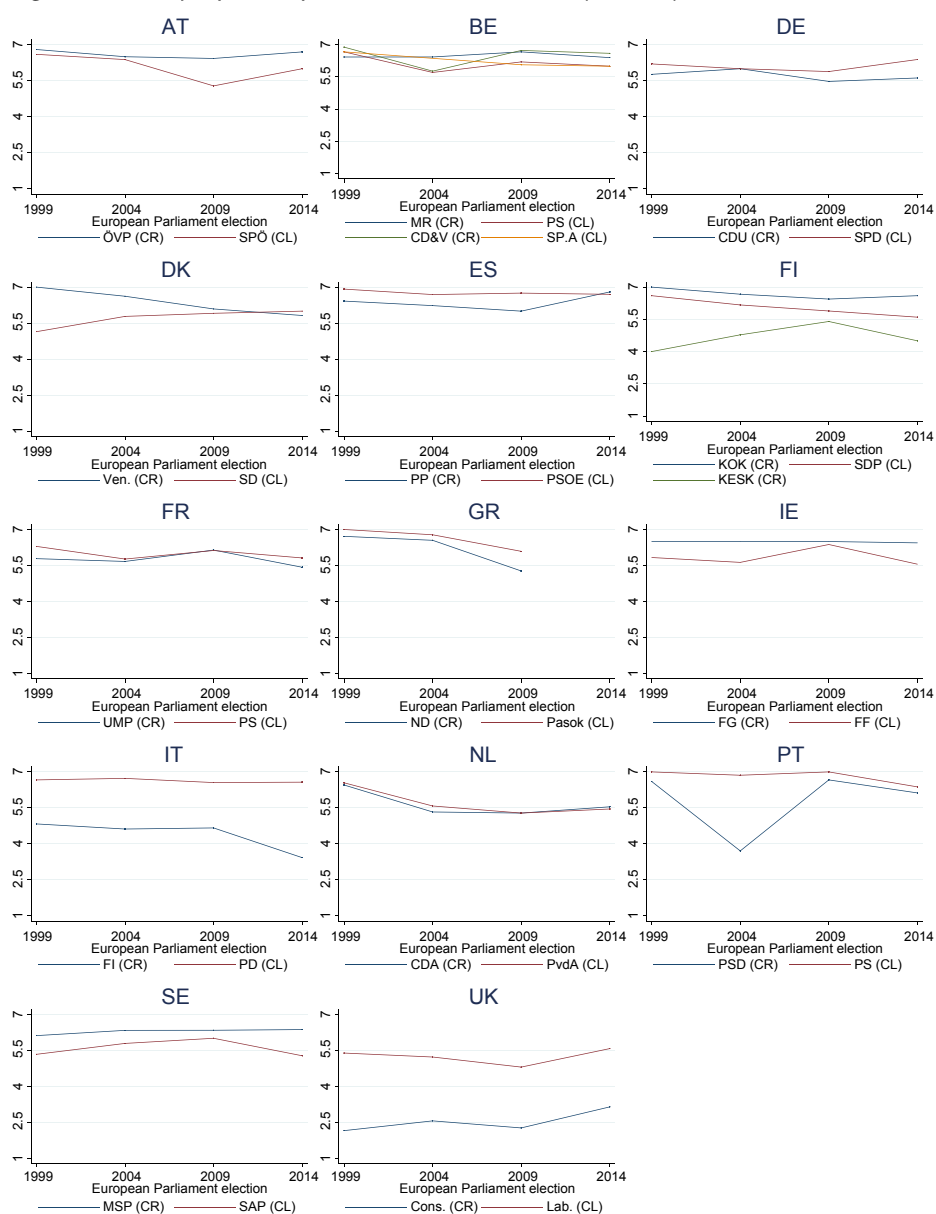 AT
7
5.5
4
2.5
1
1999 2004 2009 2014
European Parliament election
ÖVP (CR) SPÖ (CL)
BE
7
5.5
4
2.5
1
1999 2004 2009 2014
European Parliament election
MR (CR) PS (CL)
CD&V (CR) SP.A (CL)
DE
7
5.5
4
2.5
1
1999 2004 2009 2014
European Parliament election
CDU (CR) SPD (CL)
DK
7
5.5
4
2.5
1
1999 2004 2009 2014
European Parliament election
Ven. (CR) SD (CL)
ES
7
5.5
4
2.5
1
1999 2004 2009 2014
European Parliament election
PP (CR) PSOE (CL)
FI
7
5.5
4
2.5
1
1999 2004 2009 2014
European Parliament election
KOK (CR) SDP (CL)
KESK (CR)
FR
7
5.5
4
2.5
1
1999 2004 2009 2014
European Parliament election
UMP (CR) PS (CL)
GR
7
5.5
4
2.5
1
1999 2004 2009 2014
European Parliament election
ND (CR) Pasok (CL)
IE
7
5.5
4
2.5
1
1999 2004 2009 2014
European Parliament election
FG (CR) FF (CL)
IT
7
5.5
4
2.5
1
1999 2004 2009 2014
European Parliament election
FI (CR) PD (CL)
NL
7
5.5
4
2.5
1
1999 2004 2009 2014
European Parliament election
CDA (CR) PvdA (CL)
PT
7
5.5
4
2.5
1
1999 2004 2009 2014
European Parliament election
PSD (CR) PS (CL)
SE
7
5.5
4
2.5
1
1999 2004 2009 2014
European Parliament election
MSP (CR) SAP (CL)
UK
7
5.5
4
2.5
1
1999 2004 2009 2014
European Parliament election
Cons. (CR) Lab. (CL)